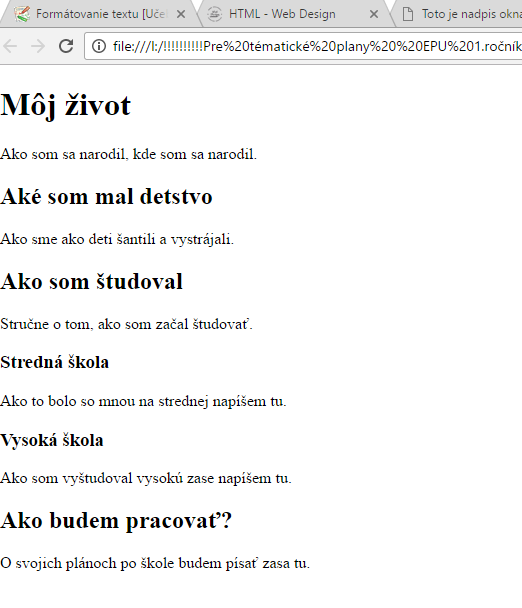 Formátovanie textu [Uče
HTML - Web Design
Toto je nadpis okna
file:///I:/!!!!!!!!!!Pre%20tématické%20plany%20%20EPU%201.ročník
Môj život
Ako som sa narodil, kde som sa narodil.
Aké som mal detstvo
Ako sme ako deti šantili a vystrájali.
Ako som študoval
Stručne o tom, ako som začal študovať.
Stredná škola
Ako to bolo so mnou na strednej napíšem tu.
Vysoká škola
Ako som vyštudoval vysokú zase napíšem tu.
Ako budem pracovať?
O svojich plánoch po škole budem písať zasa tu.